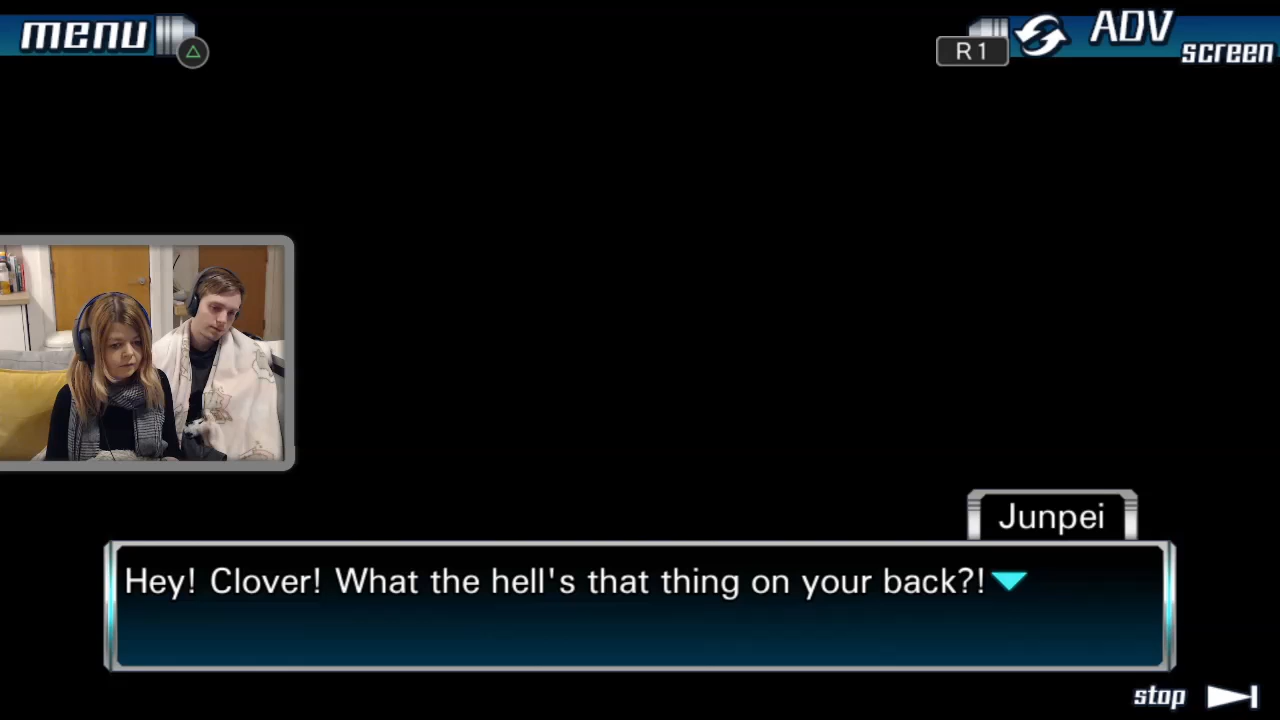 menu
R1
ADV
screen
Junpei
Hey! Clover! What the hell's that thing on your back?!
stop